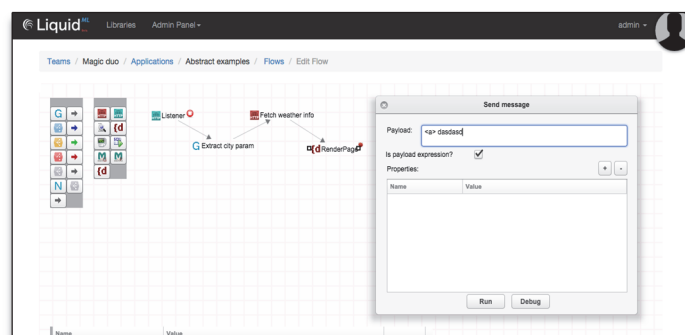 Liquid
Libraries
Admin Panel
admin
Teams / Magic duo / Applications / Abstract examples / Flows / Edit Flow
Listener
Fetch weather info
G Extract city param
{d RenderPage
G
{d
M M
{d
N
Send message
Payload: <a> dasdasd
Is payload expression?
Properties:
+ -
Name Value
Run Debug
Name Value